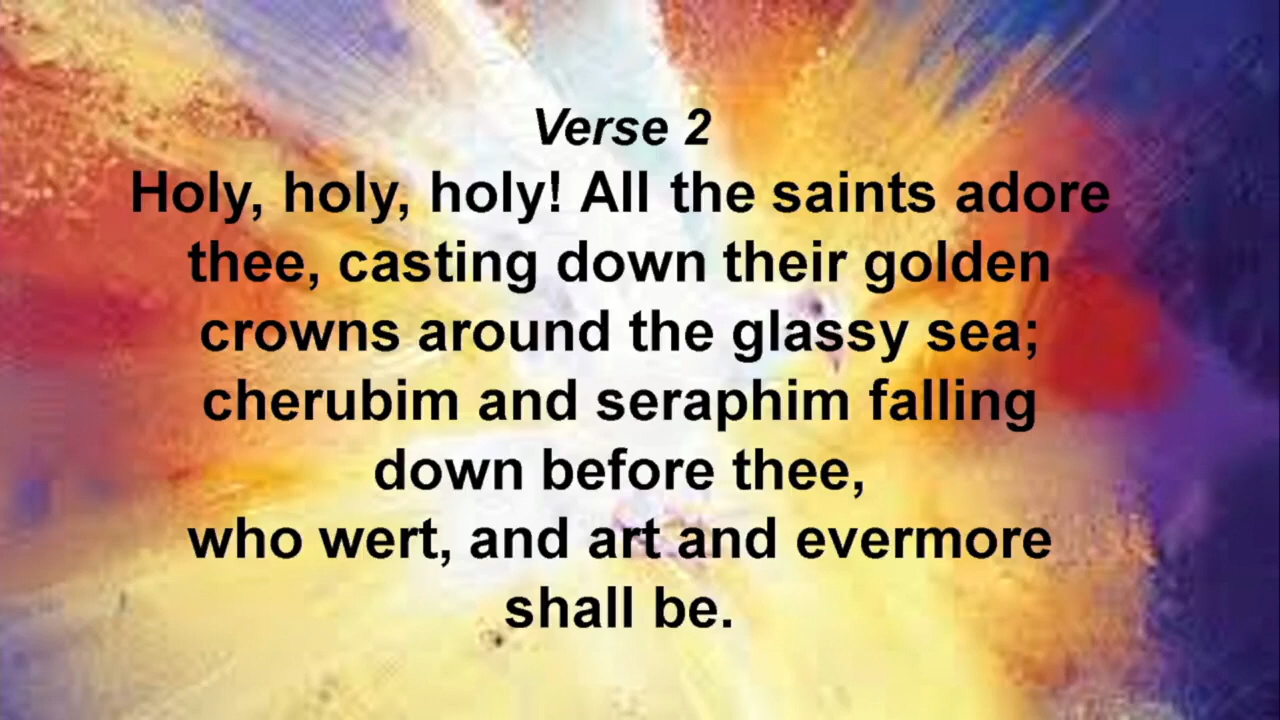 Verse 2
Holy, holy, holy! All the saints adore
thee, casting down their golden
crowns around the glassy sea;
cherubim and seraphim falling
down before thee,
who wert, and art and evermore
shall be.